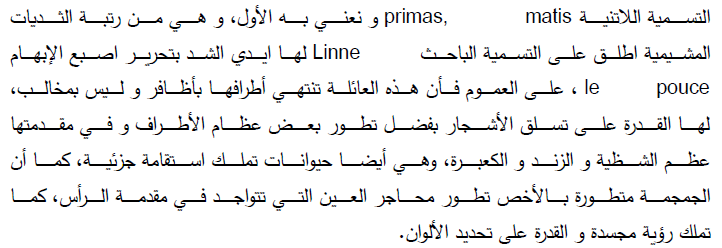 التسمية اللاتنية primas, matis و نعني به الأول، و هي من رتبة الثديات
المشيمية اطلق على التسمية الباحث Linne لها ايدي الشد بتحرير اصبع الإبهام
le pouce ، على العموم فأن هذه العائلة تنتهي أطرافها بأظافر و ليس بمخالب،
لها القدرة على تسلق الأشجار بفضل تطور بعض عظام الأطراف و في مقدمتها
عظم الشظية و الزند و الكعبرة، وهي أيضا حيوانات تملك استقامة جزئية، كما أن
الجمجمة متطورة بالأخص تطور محاجر العين التي تتواجد في مقدمة الرأس، كما
تملك رؤية مجسدة و القدرة على تحديد الألوان.